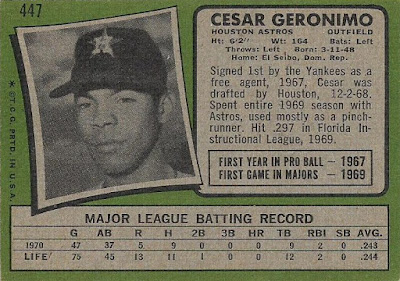 447
CESAR GERONIMO
HOUSTON ASTROS OUTFIELD
Ht: 6'2" Wt: 164 Bats: Left
Throws: Left Born: 3-11-48
Home: El Seibo, Dom. Rep.
Signed 1st by the Yankees as a
free agent, 1967, Cesar was
drafted by Houston, 12-2-68.
Spent entire 1969 season with
Astros, used mostly as a pinch-
runner. Hit .297 in Florida In-
structional League, 1969.
FIRST YEAR IN PRO BALL — 1967
FIRST GAME IN MAJORS — 1969
© T.C.G. PRTD. IN U.S.A.
MAJOR LEAGUE BATTING RECORD
G AB R H 2B 3B HR TB RBI SB AVG.
1970 47 37 5 9 0 0 0 9 2 0 .243
LIFE 75 45 13 11 1 0 0 12 2 0 .244